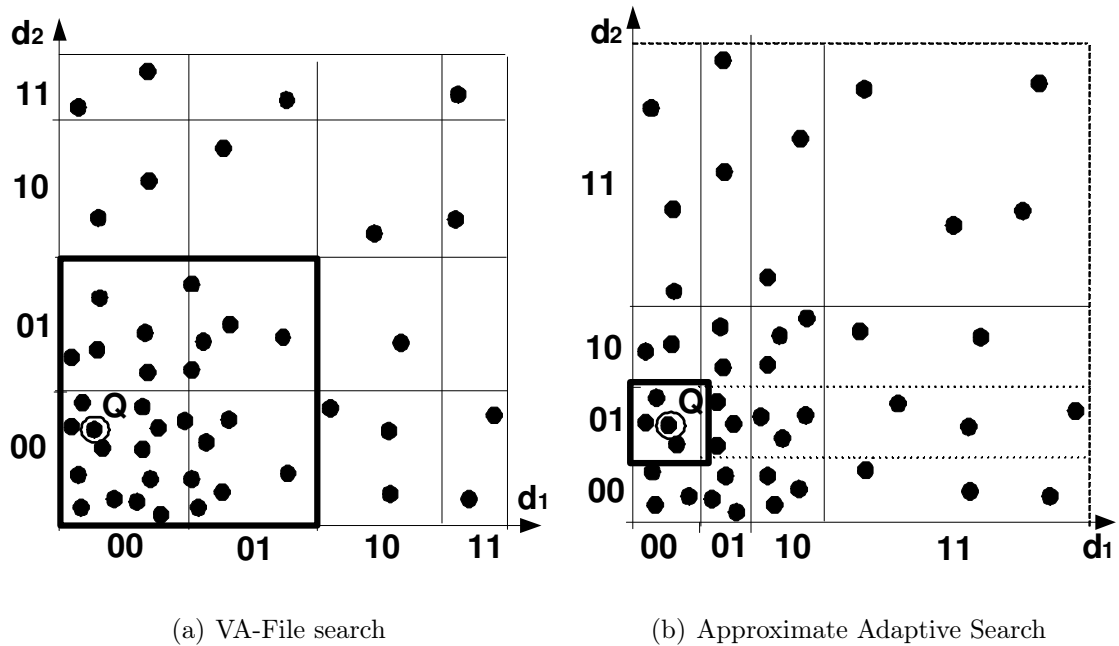 d2
11
10
01
00
Q
d1
00 01 10 11
(a) VA-File search
d2
11
10
01
00
Q
00 01 10 11
d1
(b) Approximate Adaptive Search